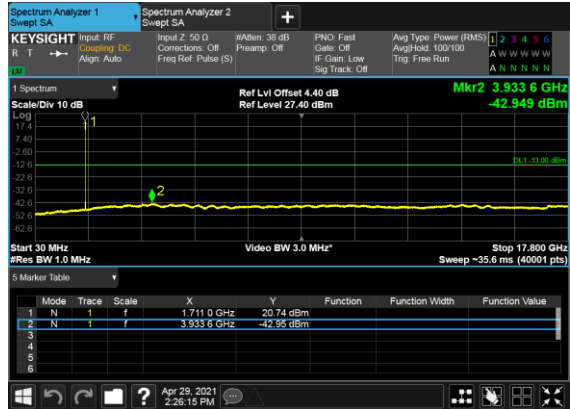 Spectrum Analyzer 1
Swept SA
Spectrum Analyzer 2
Swept SA
+
KEYSIGHT
R T
Input: RF
Coupling: DC
Align: Auto
Input Z: 50 Ω
Corrections: Off
Freq Ref: Pulse (S)
#Atten: 38 dB
Preamp: Off
PNO: Fast
Gate: Off
IF Gain: Low
Sig Track: Off
Avg Type: Power (RMS)
Avg|Hold: 100/100
Trig: Free Run
1 2 3 4 5 6
A W W W W W
A N N N N N
LXI
1 Spectrum
Scale/Div 10 dB
Ref Lvl Offset 4.40 dB
Ref Level 27.40 dBm
Mkr2 3.933 6 GHz
-42.949 dBm
Log
17.4
7.40
-2.60
-12.6
-22.6
-32.6
-42.6
-52.6
-62.6
1
2
DL1 -13.00 dBm
Start 30 MHz
#Res BW 1.0 MHz
Video BW 3.0 MHz*
Stop 17.800 GHz
Sweep ~35.6 ms (40001 pts)
5 Marker Table
Mode Trace Scale X Y Function Function Width Function Value
1 N 1 f 1.711 0 GHz 20.74 dBm
2 N 1 f 3.933 6 GHz -42.95 dBm
3
4
5
6
?
Apr 29, 2021
2:26:15 PM